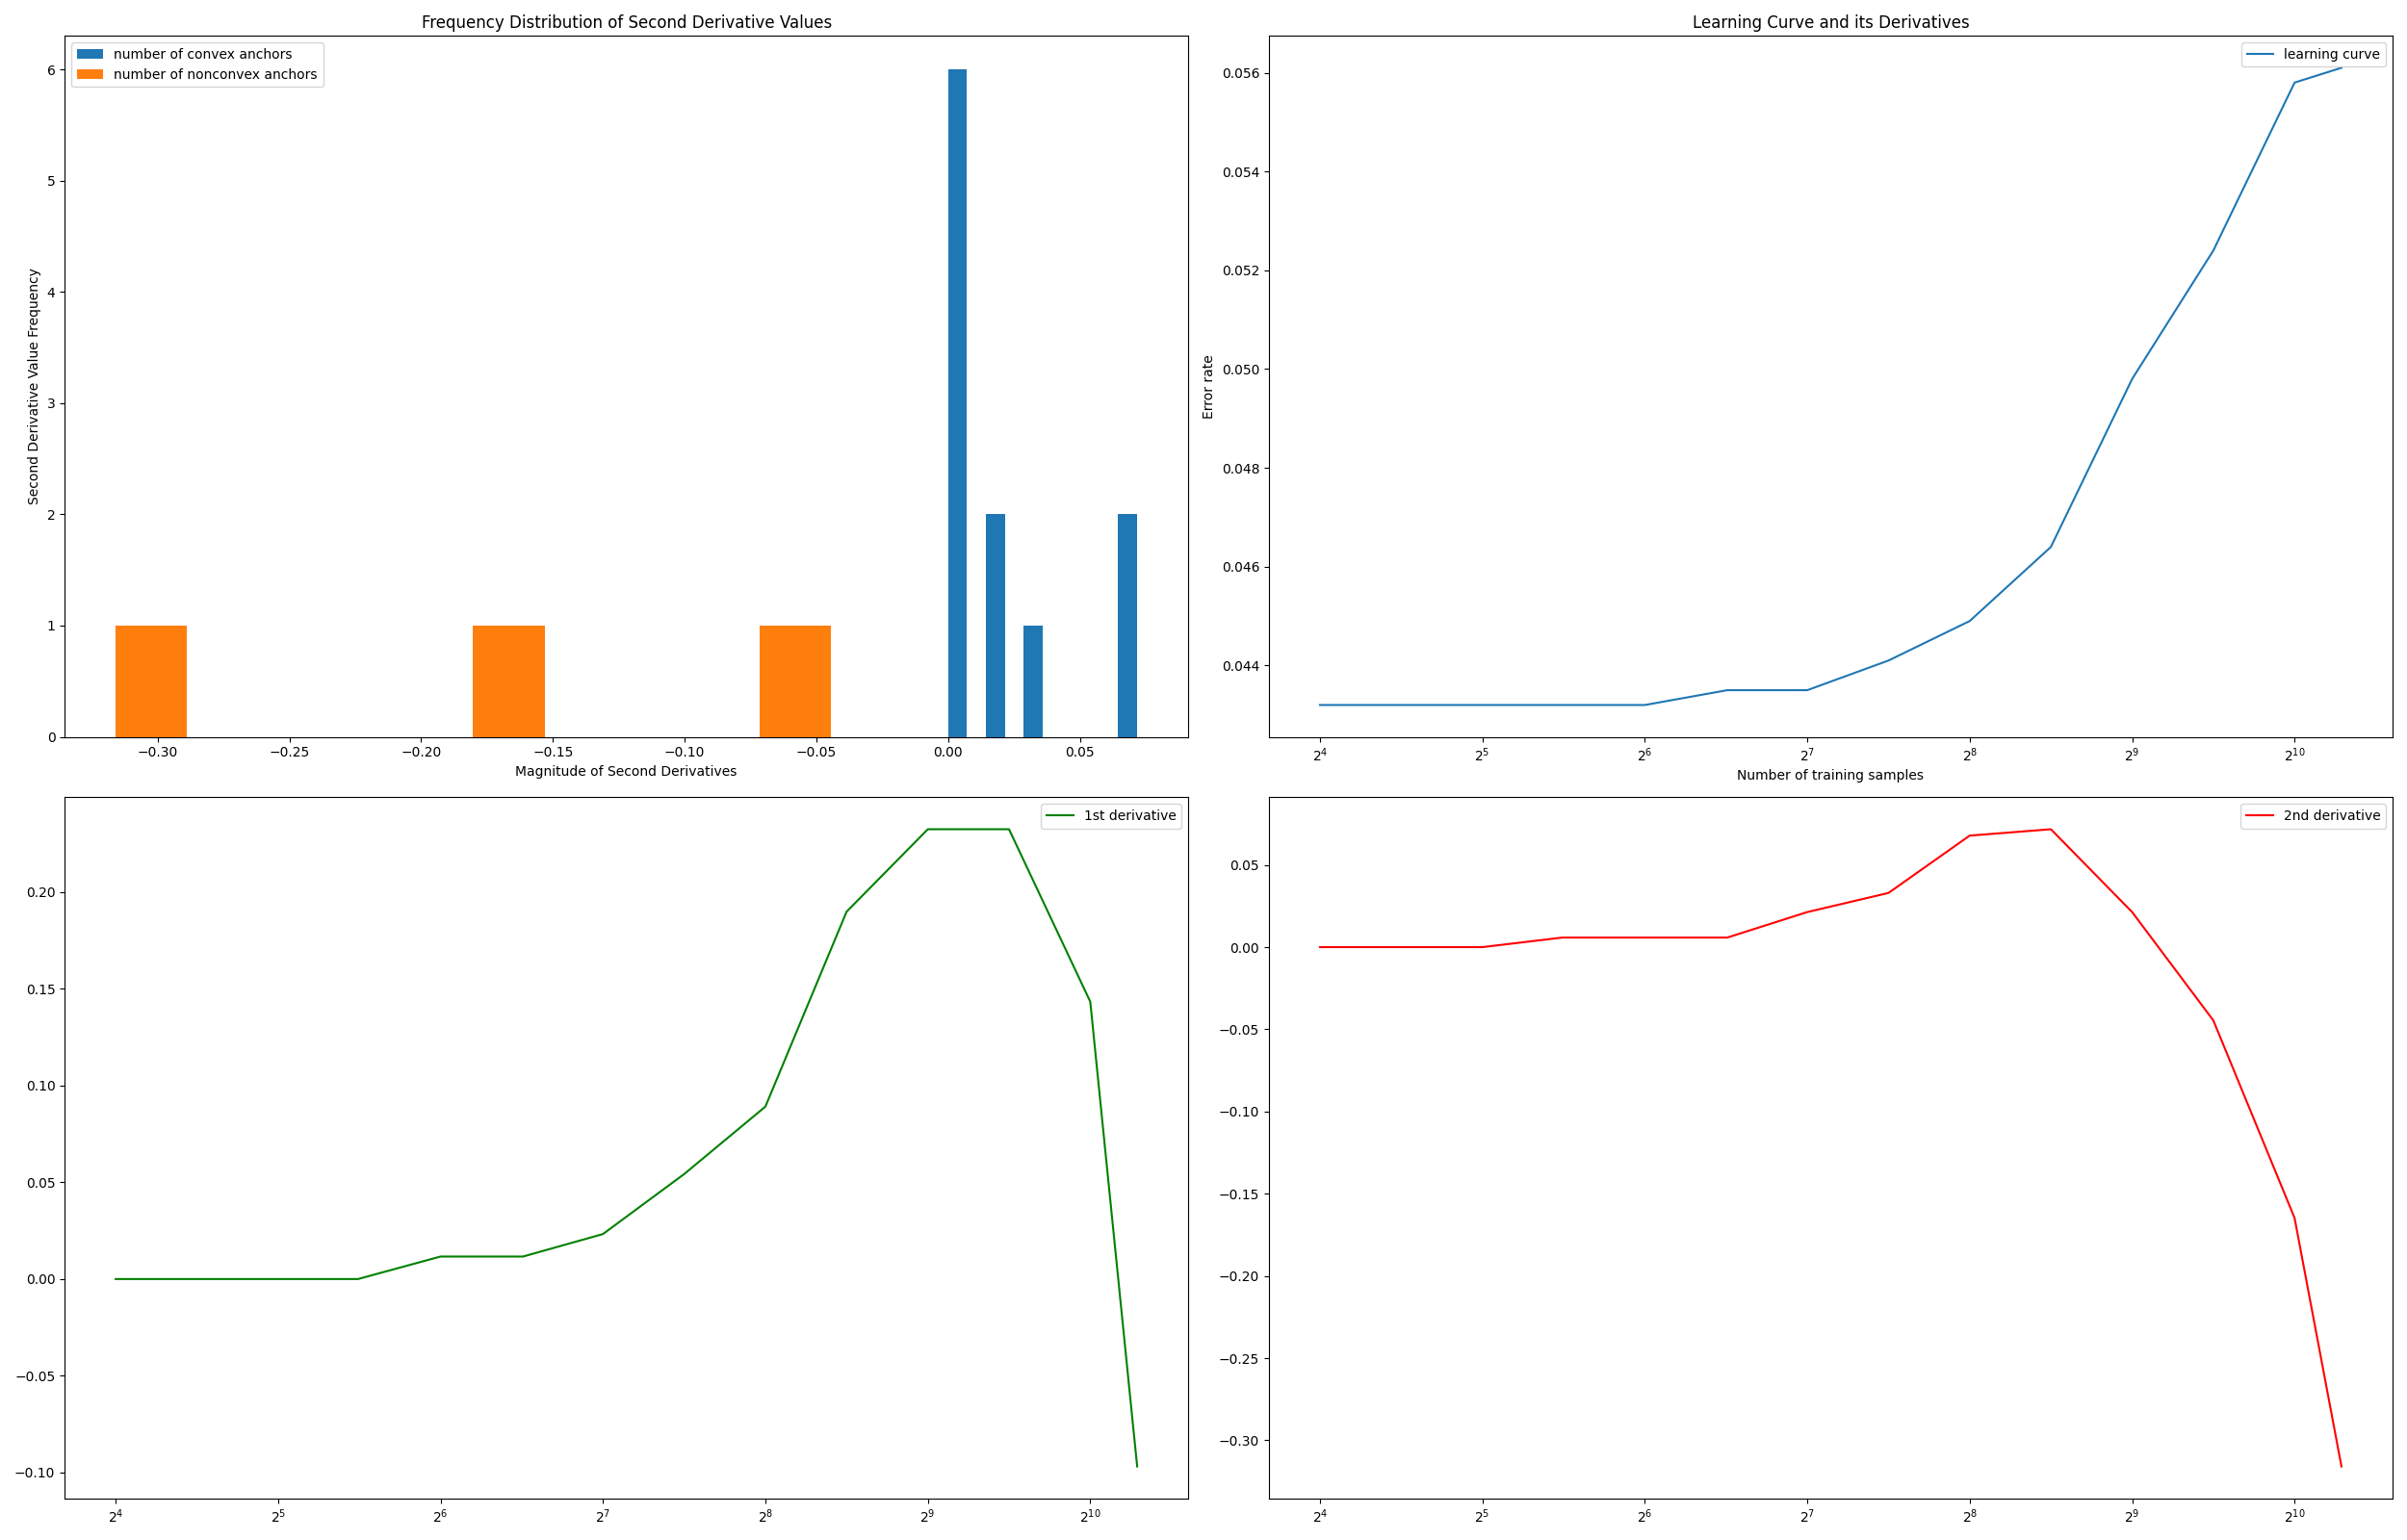 Frequency Distribution of Second Derivative Values
number of convex anchors
number of nonconvex anchors
Second Derivative Value Frequency
6
5
4
3
2
1
0
−0.30 −0.25 −0.20 −0.15 −0.10 −0.05 0.00 0.05
Magnitude of Second Derivatives
Learning Curve and its Derivatives
learning curve
Error rate
0.056
0.054
0.052
0.050
0.048
0.046
0.044
2⁴ 2⁵ 2⁶ 2⁷ 2⁸ 2⁹ 2¹⁰
Number of training samples
1st derivative
0.20
0.15
0.10
0.05
0.00
−0.05
−0.10
2⁴ 2⁵ 2⁶ 2⁷ 2⁸ 2⁹ 2¹⁰
2nd derivative
0.05
0.00
−0.05
−0.10
−0.15
−0.20
−0.25
−0.30
2⁴ 2⁵ 2⁶ 2⁷ 2⁸ 2⁹ 2¹⁰